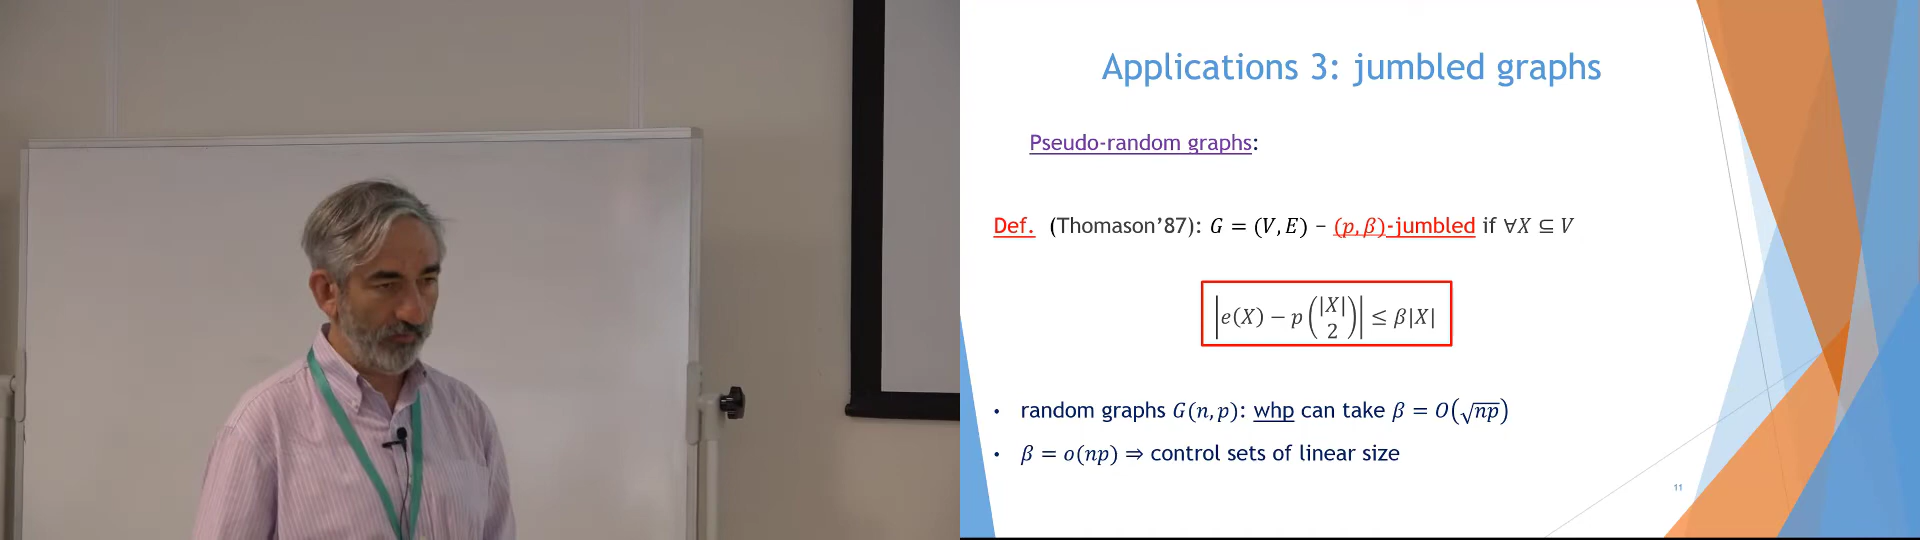 Applications 3: jumbled graphs
Pseudo-random graphs:
Def. (Thomason'87): G = (V, E) – (p, β)-jumbled if ∀X ⊆ V
|e(X) − p(|X| 2)| ≤ β|X|
• random graphs G(n, p): whp can take β = O(√np)
• β = o(np) ⇒ control sets of linear size
11